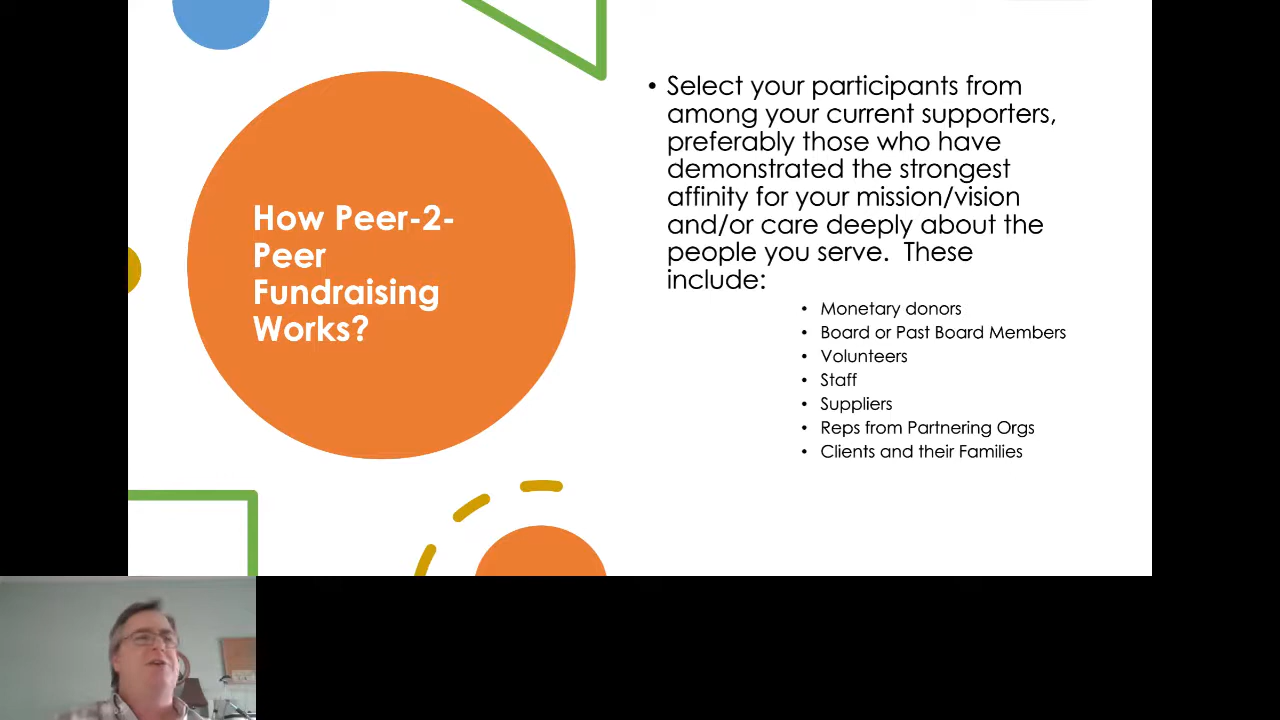 How Peer-2-
Peer
Fundraising
Works?
• Select your participants from
among your current supporters,
preferably those who have
demonstrated the strongest
affinity for your mission/vision
and/or care deeply about the
people you serve.  These
include:
• Monetary donors
• Board or Past Board Members
• Volunteers
• Staff
• Suppliers
• Reps from Partnering Orgs
• Clients and their Families